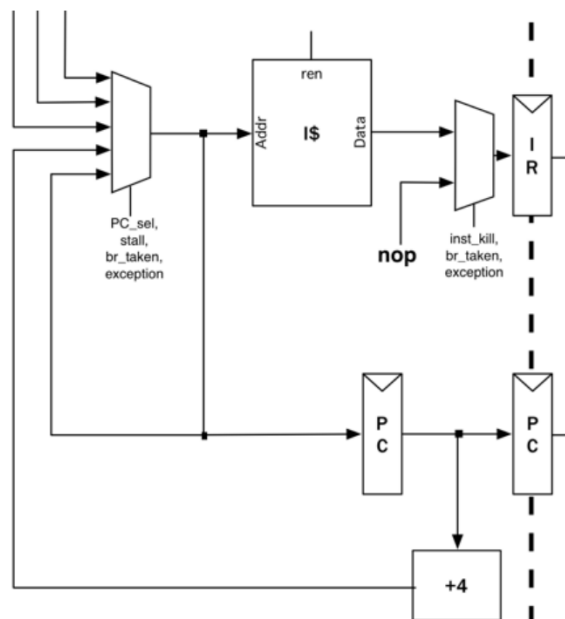 ren
Addr
I$
Data
I
R
PC_sel,
stall,
br_taken,
exception
nop
inst_kill,
br_taken,
exception
P
C
P
C
+4